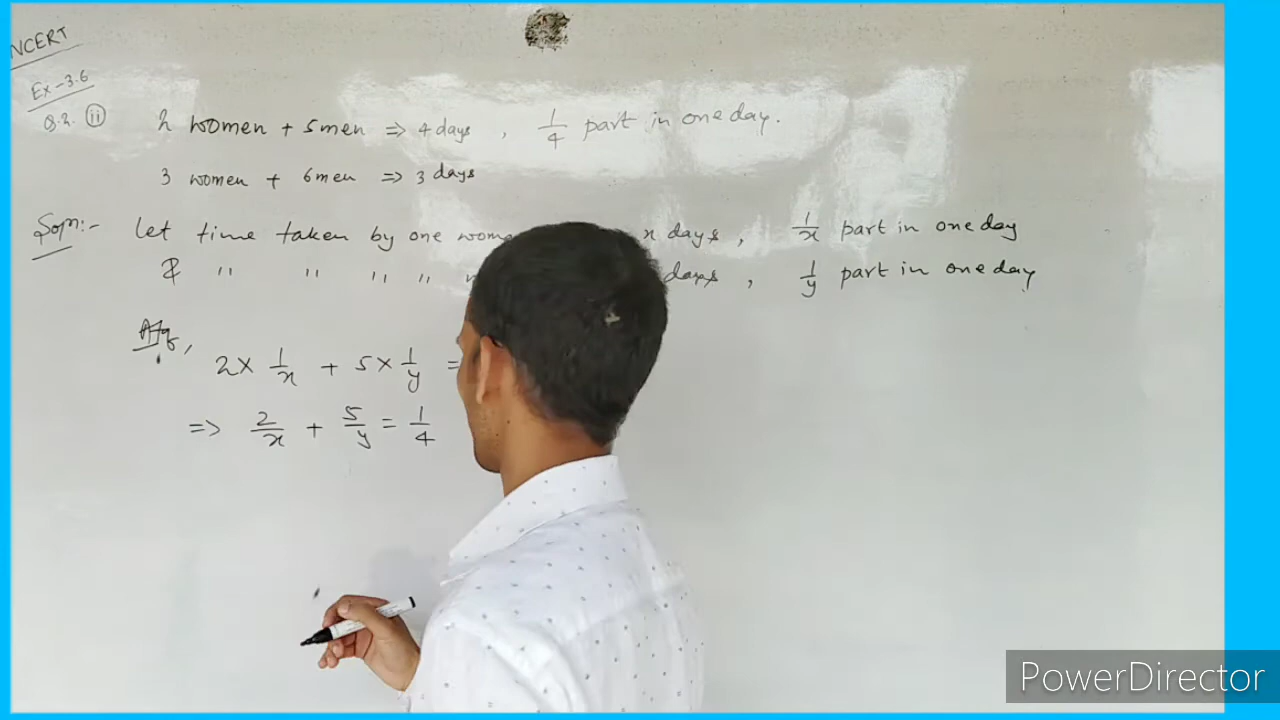 NCERT
Ex-3.6
Q.2. (ii) 2 women + 5 men => 4 days , 1/4 part in one day.
3 women + 6 men => 3 days
Solⁿ:- Let time taken by one x days , 1/x part in one day
& " " " " days , 1/y part in one day
ATQ,
2 × 1/x + 5 × 1/y =
=> 2/x + 5/y = 1/4
PowerDirector